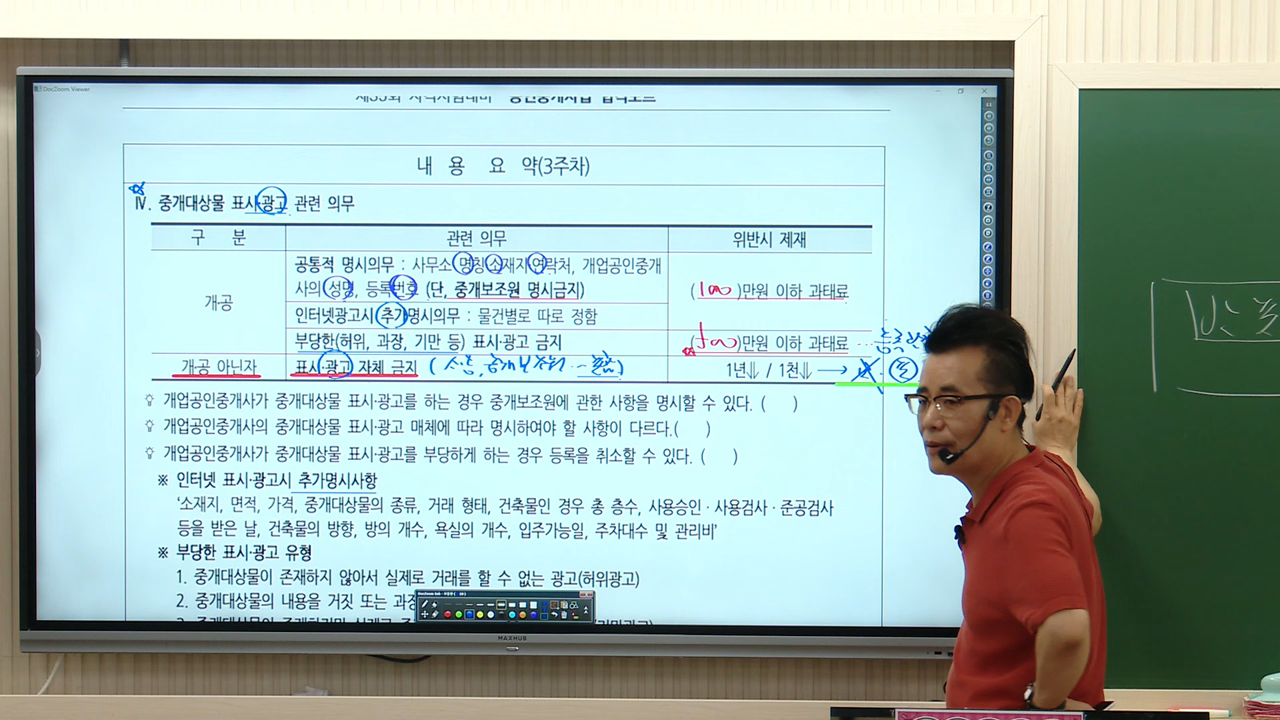 DocZoom Viewer
내 용 요 약(3주차)
Ⅳ. 중개대상물 표시·광고 관련 의무
구 분 관련 의무 위반시 제재
개공
공통적 명시의무 : 사무소 명칭 소재지 연락처, 개업공인중개
사의 성명, 등록번호 (단, 중개보조원 명시금지)
(100)만원 이하 과태료
인터넷광고시 추가명시의무 : 물건별로 따로 정함
부당한(허위, 과장, 기만 등) 표시·광고 금지
(500)만원 이하 과태료
개공 아닌자 표시·광고 자체 금지 1년⇓ / 1천⇓
개업공인중개사가 중개대상물 표시·광고를 하는 경우 중개보조원에 관한 사항을 명시할 수 있다. ( )
개업공인중개사의 중개대상물 표시·광고 매체에 따라 명시하여야 할 사항이 다르다.( )
개업공인중개사가 중개대상물 표시·광고를 부당하게 하는 경우 등록을 취소할 수 있다. ( )
※ 인터넷 표시·광고시 추가명시사항
'소재지, 면적, 가격, 중개대상물의 종류, 거래 형태, 건축물인 경우 총 층수, 사용승인 · 사용검사 · 준공검사
등을 받은 날, 건축물의 방향, 방의 개수, 욕실의 개수, 입주가능일, 주차대수 및 관리비'
※ 부당한 표시·광고 유형
1. 중개대상물이 존재하지 않아서 실제로 거래를 할 수 없는 광고(허위광고)
2. 중개대상물의 내용을 거짓 또는 과장
MAXHUB